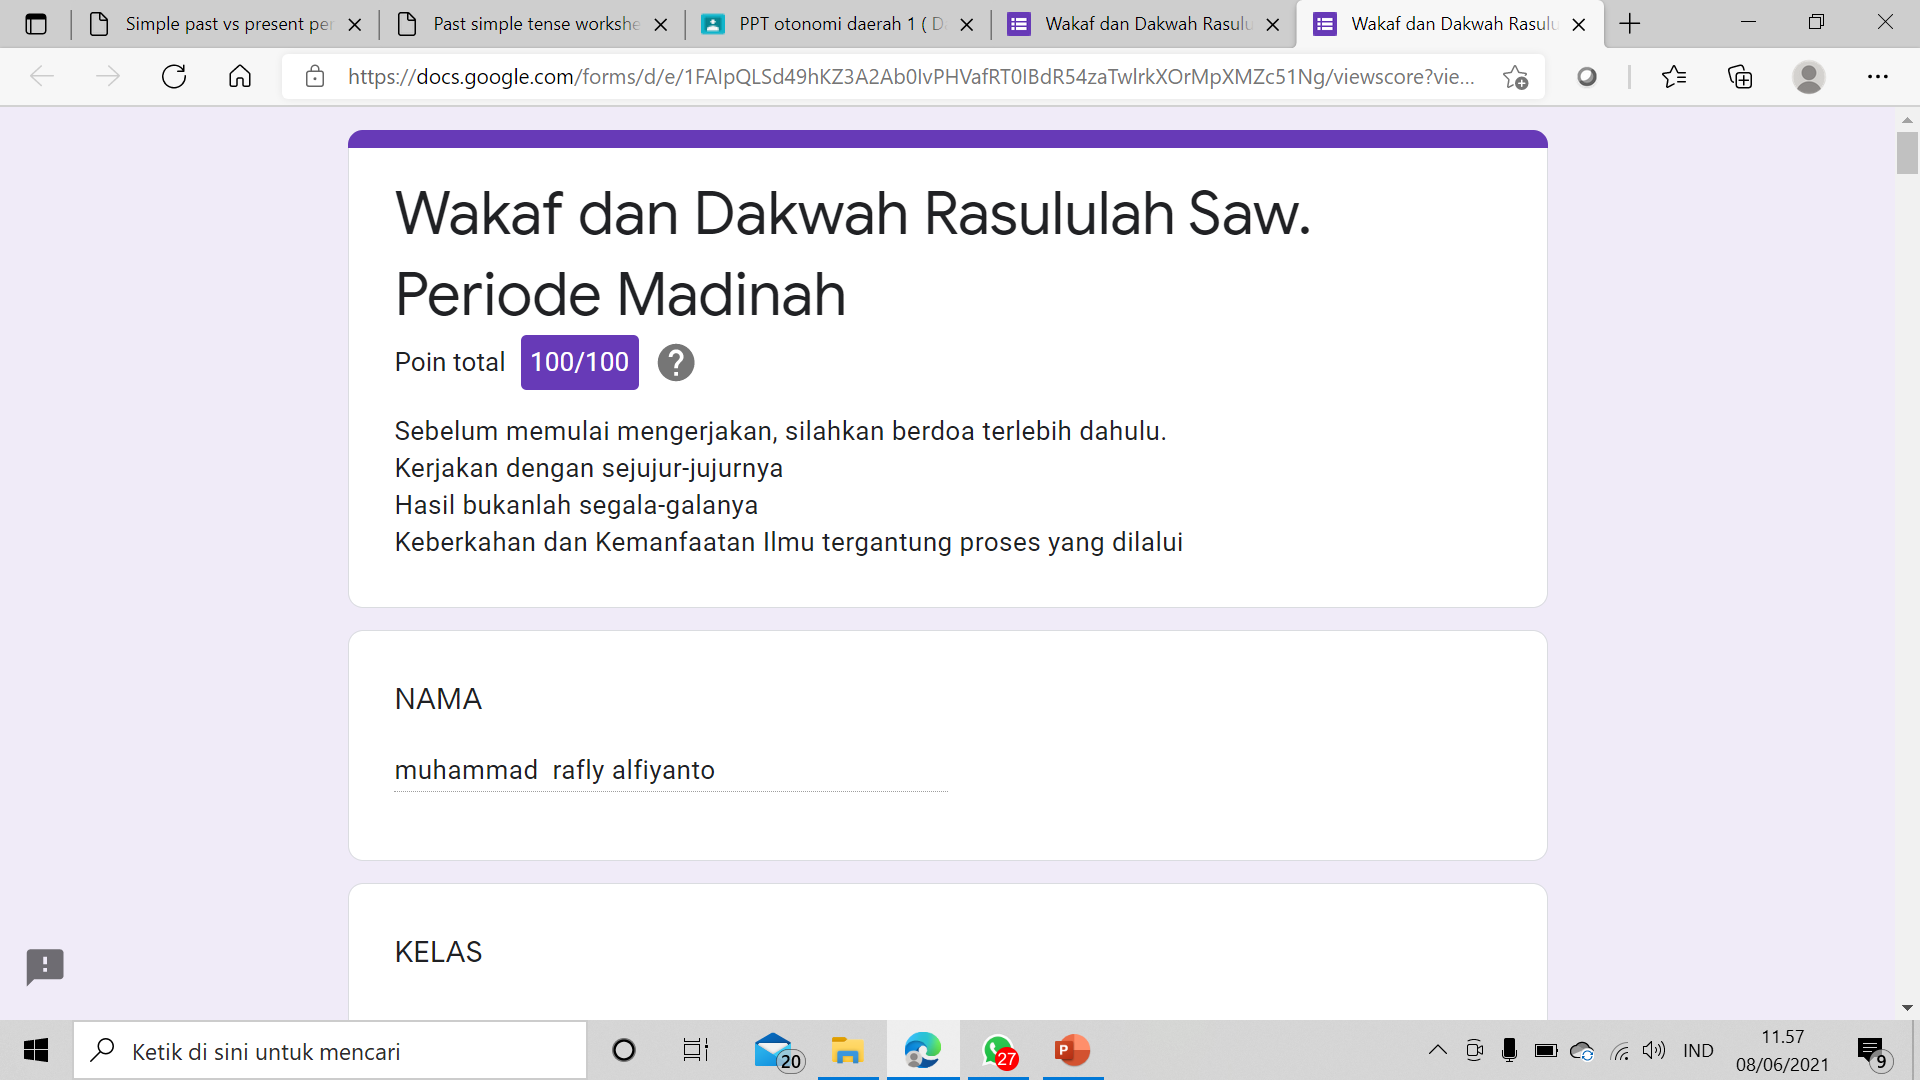 Simple past vs present per
Past simple tense workshe
PPT otonomi daerah 1 ( D
Wakaf dan Dakwah Rasulu
Wakaf dan Dakwah Rasulu
https://docs.google.com/forms/d/e/1FAIpQLSd49hKZ3A2Ab0IvPHVafRT0IBdR54zaTwlrkXOrMpXMZc51Ng/viewscore?vie...
Wakaf dan Dakwah Rasululah Saw.
Periode Madinah
Poin total 100/100 ?
Sebelum memulai mengerjakan, silahkan berdoa terlebih dahulu.
Kerjakan dengan sejujur-jujurnya
Hasil bukanlah segala-galanya
Keberkahan dan Kemanfaatan Ilmu tergantung proses yang dilalui
NAMA
muhammad  rafly alfiyanto
KELAS
Ketik di sini untuk mencari
20
27
P
IND
11.57
08/06/2021
9